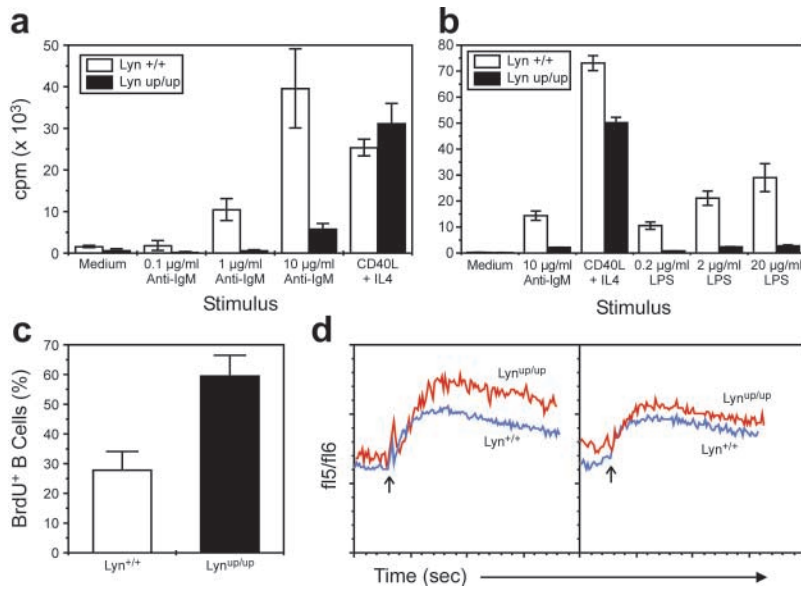 a
50
40
30
20
10
0
cpm (x 10³)
Lyn +/+
Lyn up/up
Medium
0.1 µg/ml
Anti-IgM
1 µg/ml
Anti-IgM
10 µg/ml
Anti-IgM
CD40L
+ IL4
Stimulus
b
80
70
60
50
40
30
20
10
0
Lyn +/+
Lyn up/up
Medium
10 µg/ml
Anti-IgM
CD40L
+ IL4
0.2 µg/ml
LPS
2 µg/ml
LPS
20 µg/ml
LPS
Stimulus
c
70
60
50
40
30
20
10
0
BrdU⁺ B Cells (%)
Lyn⁺/⁺
Lynup/up
d
fl5/fl6
Lynup/up
Lyn⁺/⁺
Lynup/up
Lyn⁺/⁺
Time (sec)